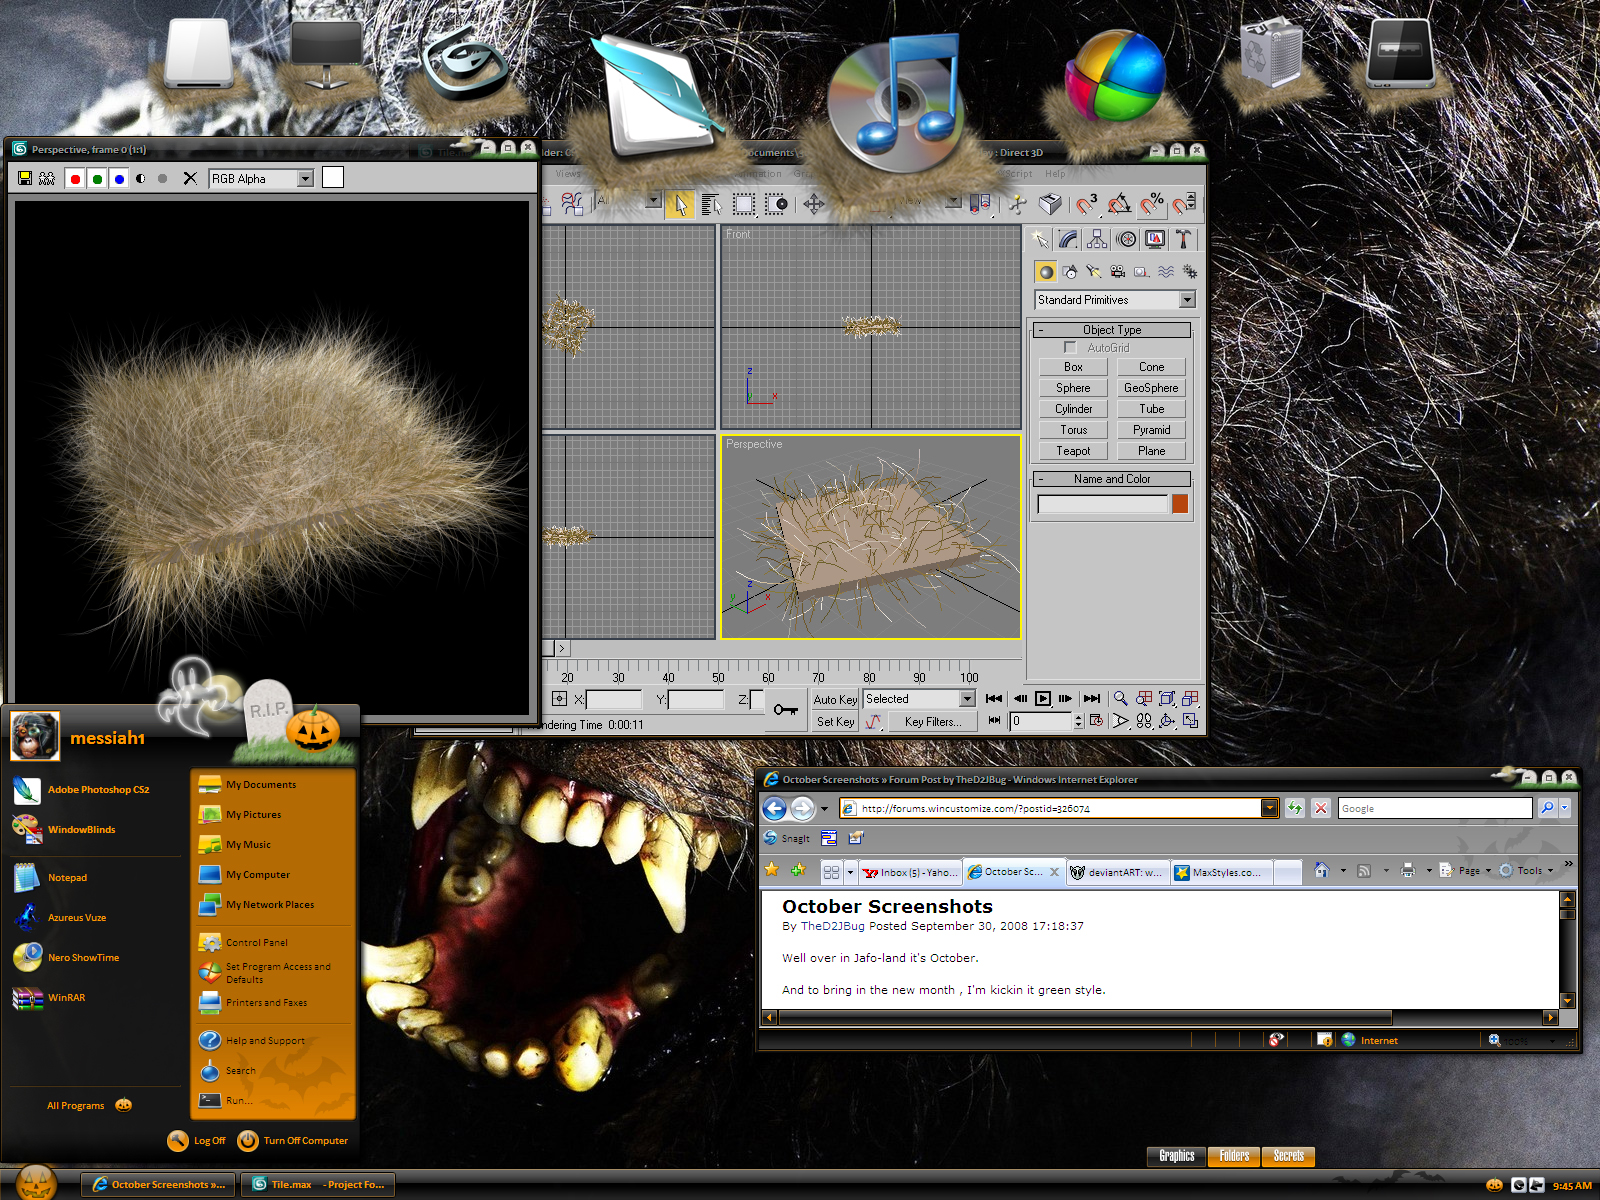 Perspective, frame 0 (1:1)
RGB Alpha
: Direct 3D
Views
Script
Help
Front
z
x
Perspective
z
y
x
Standard Primitives
Object Type
AutoGrid
Box
Cone
Sphere
GeoSphere
Cylinder
Tube
Torus
Pyramid
Teapot
Plane
Name and Color
20 30 40 50 60 70 80 90 100
X:
Y:
Z:
Auto Key
Selected
Set Key
Key Filters...
0
Rendering Time 0:00:11
R.I.P.
messiah1
Adobe Photoshop CS2
WindowBlinds
Notepad
Azureus Vuze
Nero ShowTime
WinRAR
All Programs
My Documents
My Pictures
My Music
My Computer
My Network Places
Control Panel
Set Program Access and
Defaults
Printers and Faxes
Help and Support
Search
Run...
Log Off
Turn Off Computer
October Screenshots » Forum Post by TheD2JBug - Windows Internet Explorer
http://forums.wincustomize.com/?postid=326074
Google
SnagIt
Inbox (5) - Yaho...
October Sc...
deviantART: w...
MaxStyles.co...
Page
Tools
October Screenshots
By TheD2JBug Posted September 30, 2008 17:18:37
Well over in Jafo-land it's October.
And to bring in the new month , I'm kickin it green style.
Internet
100%
Graphics
Folders
Secrets
October Screenshots »...
Tile.max - Project Fo...
9:45 AM